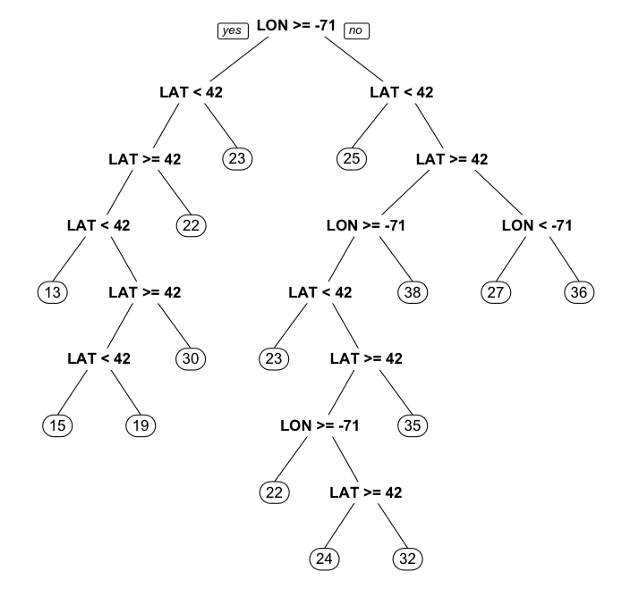 yes LON >= -71 no
LAT < 42 LAT < 42
LAT >= 42 23 25 LAT >= 42
LAT < 42 22 LON >= -71 LON < -71
13 LAT >= 42 LAT < 42 38 27 36
LAT < 42 30 23 LAT >= 42
15 19 LON >= -71 35
22 LAT >= 42
24 32